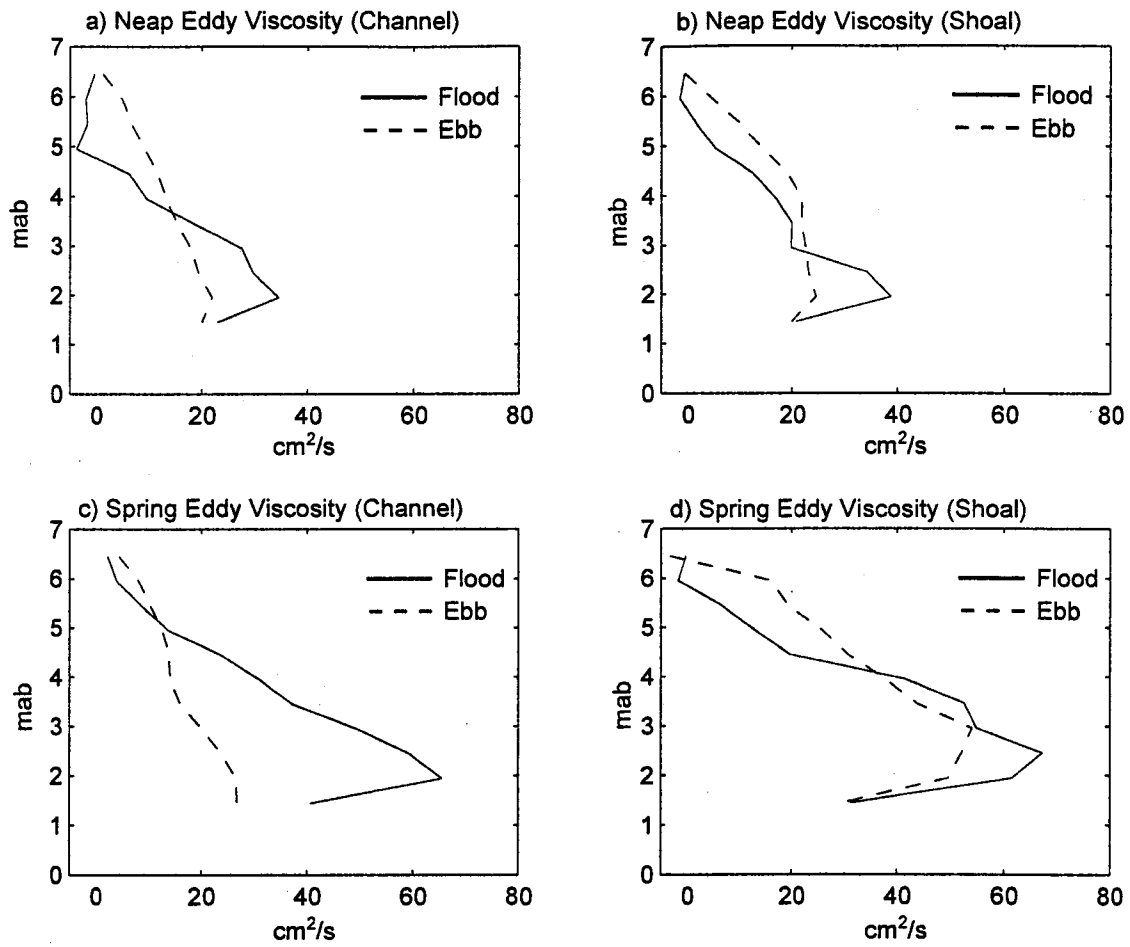 a) Neap Eddy Viscosity (Channel)
7
6
5
4
3
2
1
0
mab
Flood
Ebb
0 20 40 60 80
cm²/s
b) Neap Eddy Viscosity (Shoal)
7
6
5
4
3
2
1
0
mab
Flood
Ebb
0 20 40 60 80
cm²/s
c) Spring Eddy Viscosity (Channel)
7
6
5
4
3
2
1
0
mab
Flood
Ebb
0 20 40 60 80
cm²/s
d) Spring Eddy Viscosity (Shoal)
7
6
5
4
3
2
1
0
mab
Flood
Ebb
0 20 40 60 80
cm²/s